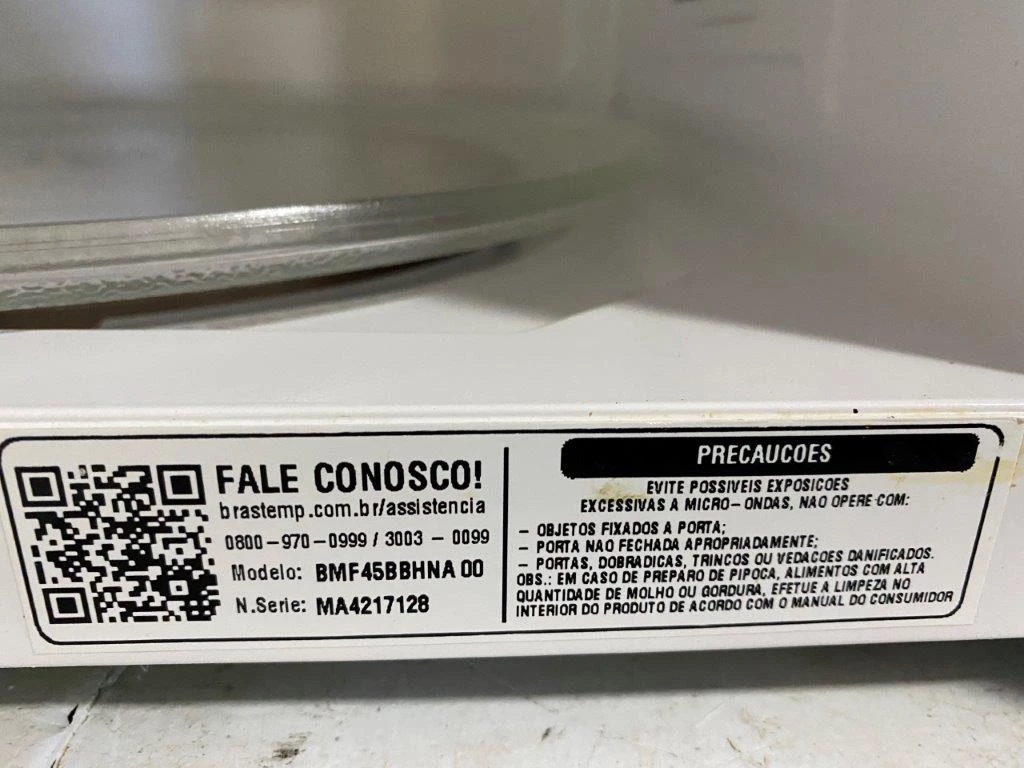 FALE CONOSCO!
brastemp.com.br/assistencia
0800-970-0999 / 3003 - 0099
Modelo: BMF45BBHNA 00
N.Serie: MA4217128
PRECAUCOES
EVITE POSSIVEIS EXPOSICOES
EXCESSIVAS A MICRO-ONDAS, NAO OPERE COM:
- OBJETOS FIXADOS A PORTA;
- PORTA NAO FECHADA APROPRIADAMENTE;
- PORTAS, DOBRADICAS, TRINCOS OU VEDACOES DANIFICADOS.
OBS.: EM CASO DE PREPARO DE PIPOCA, ALIMENTOS COM ALTA
QUANTIDADE DE MOLHO OU GORDURA, EFETUE A LIMPEZA NO
INTERIOR DO PRODUTO DE ACORDO COM O MANUAL DO CONSUMIDOR